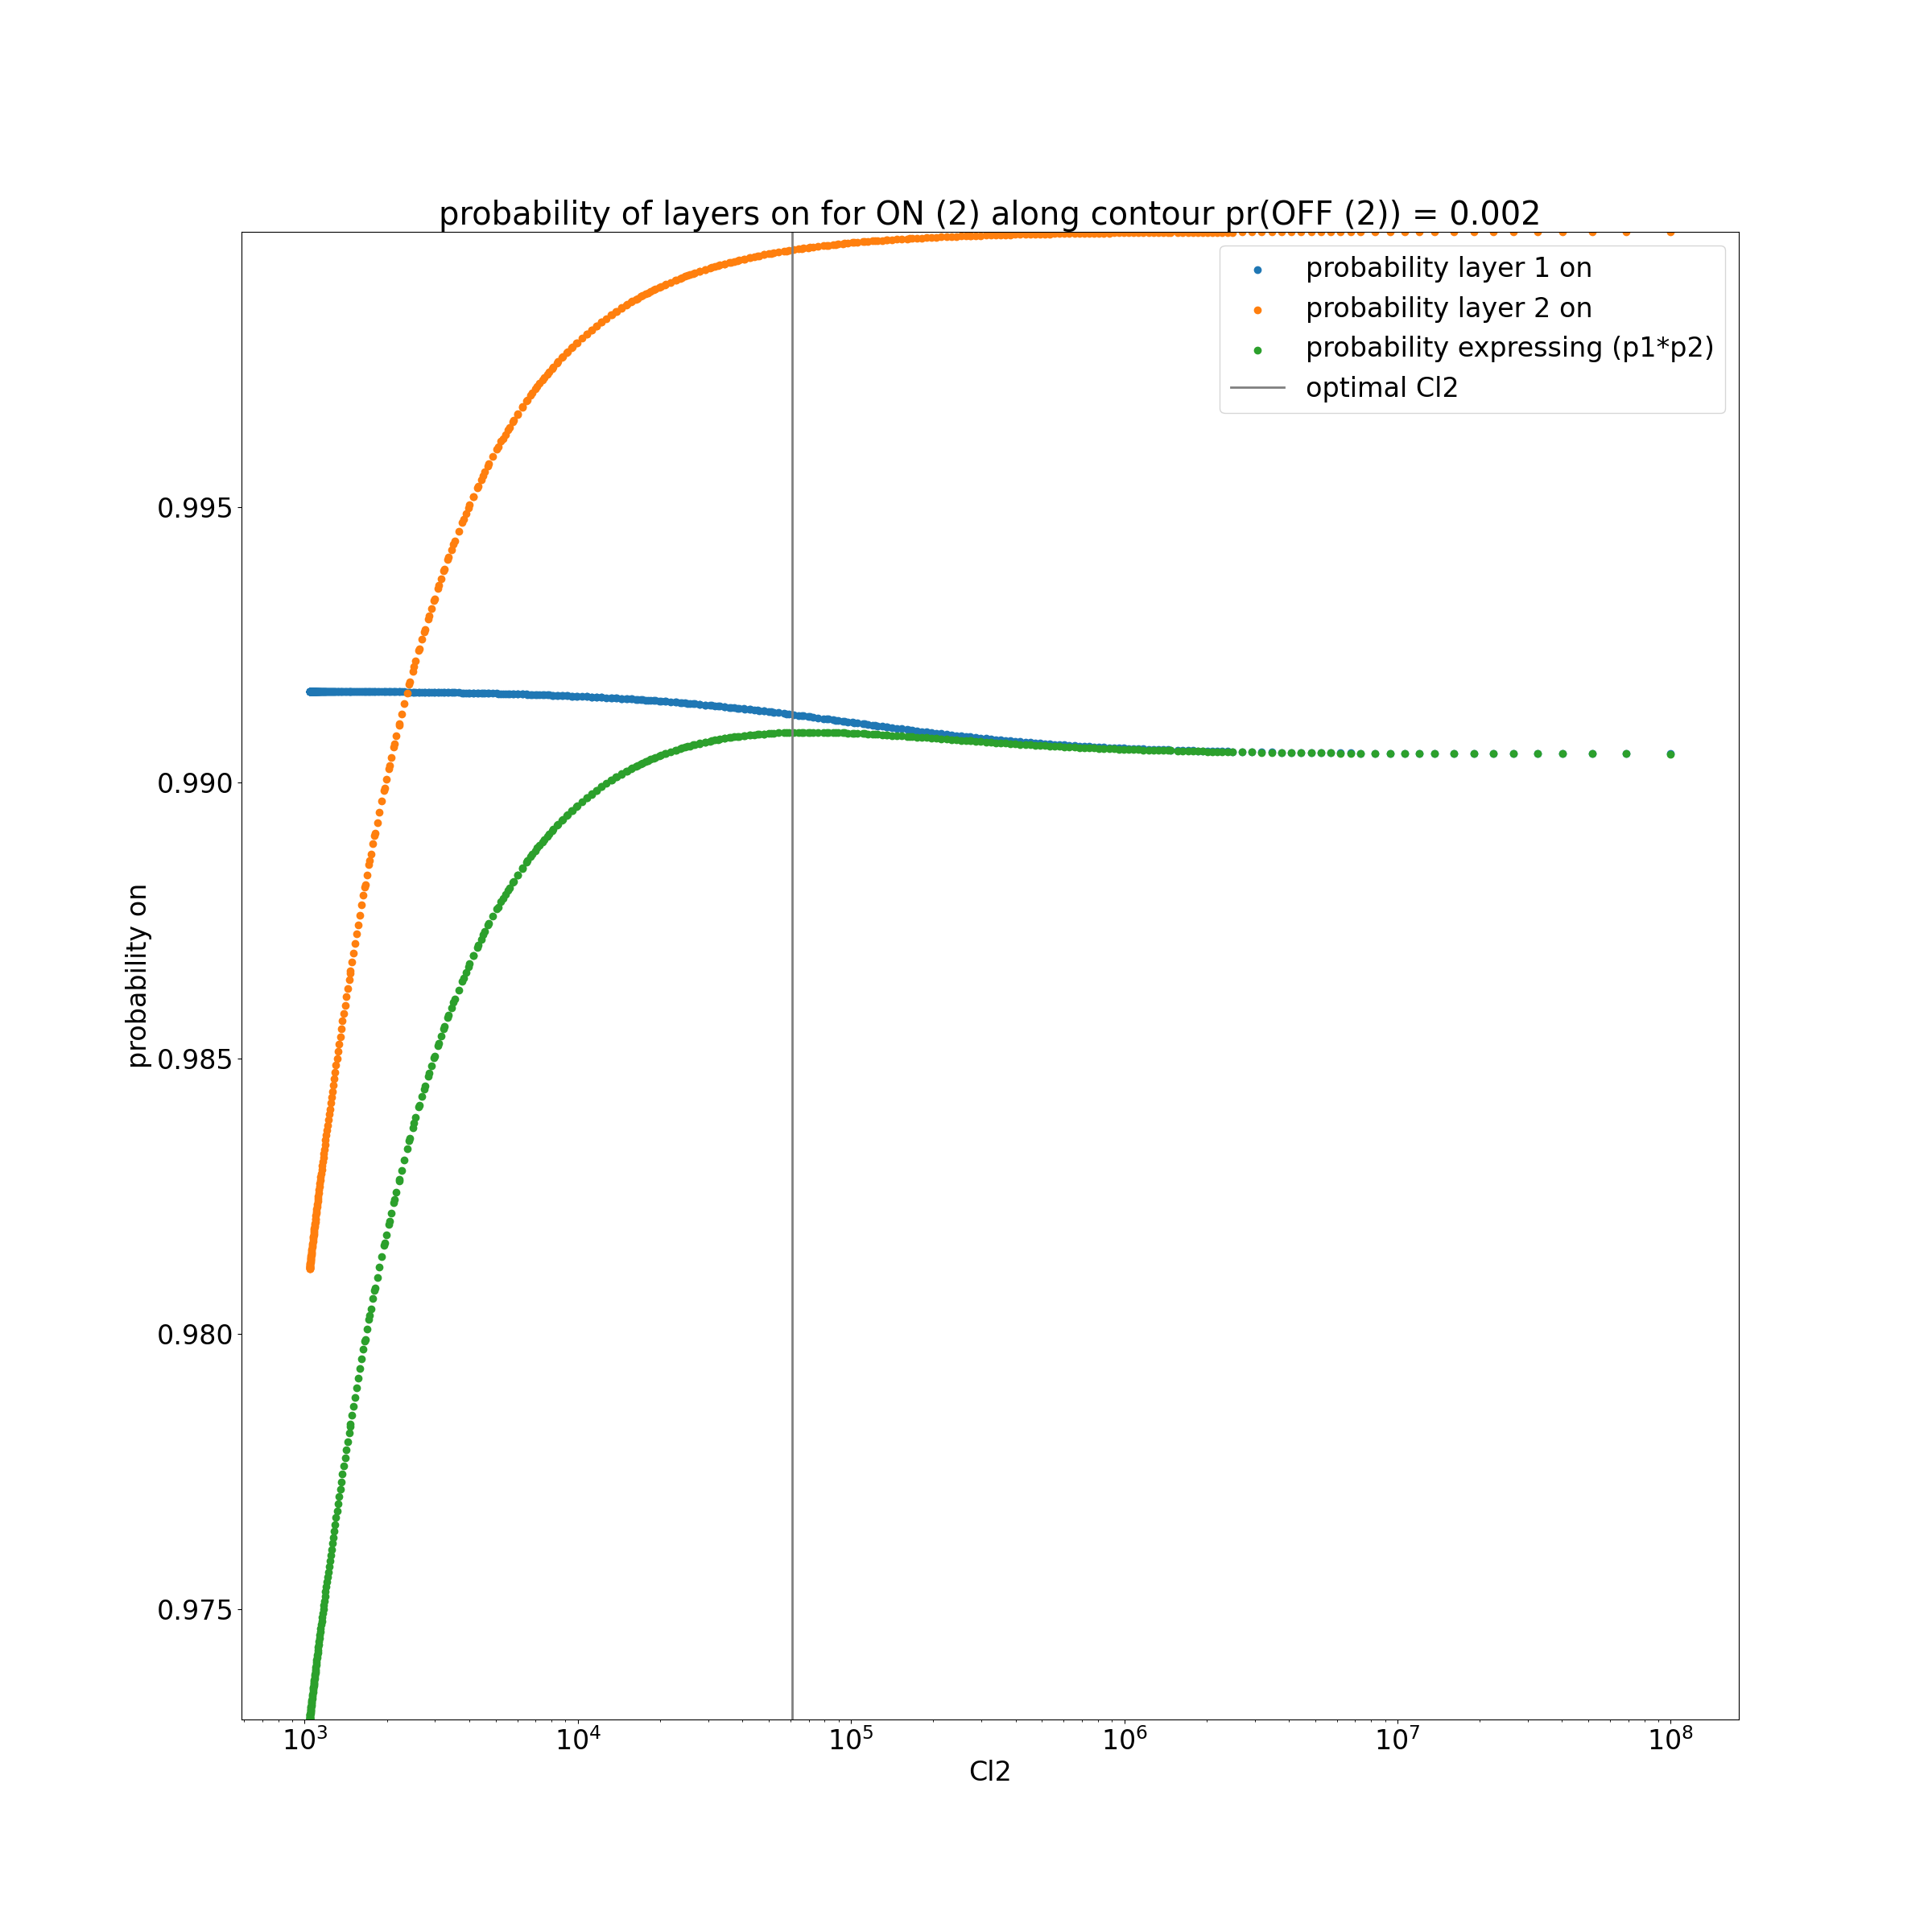 probability of layers on for ON (2) along contour pr(OFF (2)) = 0.002
probability layer 1 on
probability layer 2 on
probability expressing (p1*p2)
optimal Cl2
0.995
0.990
0.985
0.980
0.975
probability on
10³ 10⁴ 10⁵ 10⁶ 10⁷ 10⁸
Cl2